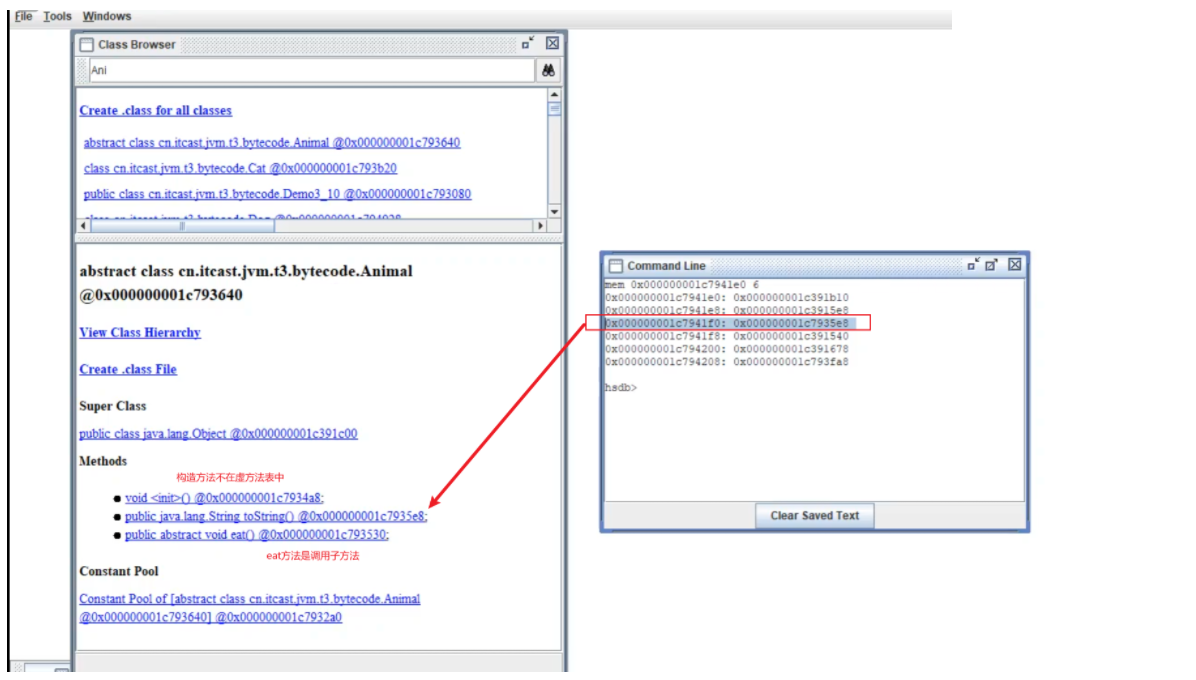 File Tools Windows
Class Browser
Ani
Create .class for all classes
abstract class cn.itcast.jvm.t3.bytecode.Animal @0x000000001c793640
class cn.itcast.jvm.t3.bytecode.Cat @0x000000001c793b20
public class cn.itcast.jvm.t3.bytecode.Demo3_10 @0x000000001c793080
class cn.itcast.jvm.t3.bytecode.Dog
abstract class cn.itcast.jvm.t3.bytecode.Animal
@0x000000001c793640
View Class Hierarchy
Create .class File
Super Class
public class java.lang.Object @0x000000001c391c00
Methods
构造方法不在虚方法表中
void <init>() @0x000000001c7934a8;
public java.lang.String toString() @0x000000001c7935e8;
public abstract void eat() @0x000000001c793530;
eat方法是调用子方法
Constant Pool
Constant Pool of [abstract class cn.itcast.jvm.t3.bytecode.Animal
@0x000000001c793640] @0x000000001c7932a0
Command Line
mem 0x000000001c7941e0 6
0x000000001c7941e0: 0x000000001c391b10
0x000000001c7941e8: 0x000000001c3915e8
0x000000001c7941f0: 0x000000001c7935e8
0x000000001c7941f8: 0x000000001c391540
0x000000001c794200: 0x000000001c391678
0x000000001c794208: 0x000000001c793fa8
hsdb>
Clear Saved Text